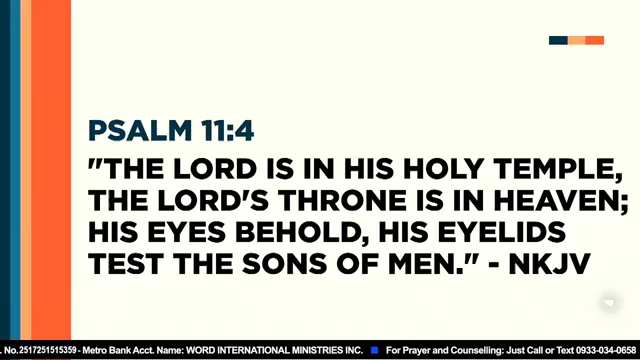 PSALM 11:4
"THE LORD IS IN HIS HOLY TEMPLE,
THE LORD'S THRONE IS IN HEAVEN;
HIS EYES BEHOLD, HIS EYELIDS
TEST THE SONS OF MEN." - NKJV
. No.2517251515359 - Metro Bank Acct. Name: WORD INTERNATIONAL MINISTRIES INC. For Prayer and Counselling: Just Call or Text 0933-034-0658